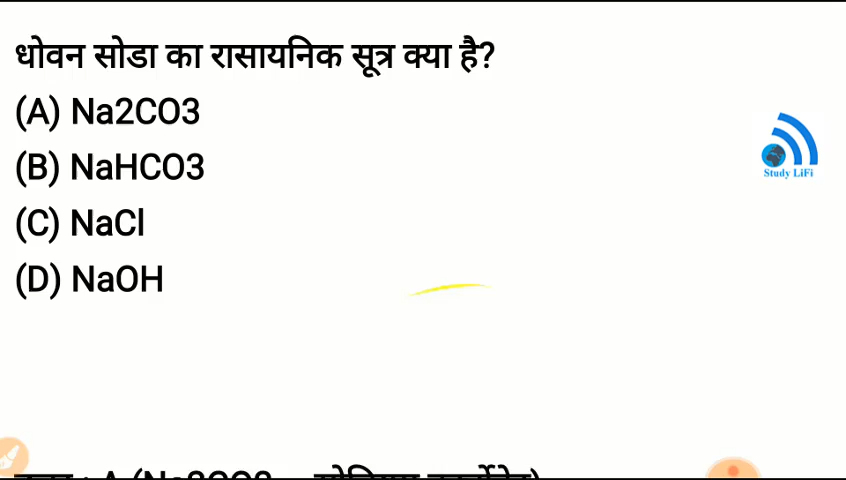 धोवन सोडा का रासायनिक सूत्र क्या है?
(A) Na2CO3
(B) NaHCO3
(C) NaCl
(D) NaOH
Study LiFi